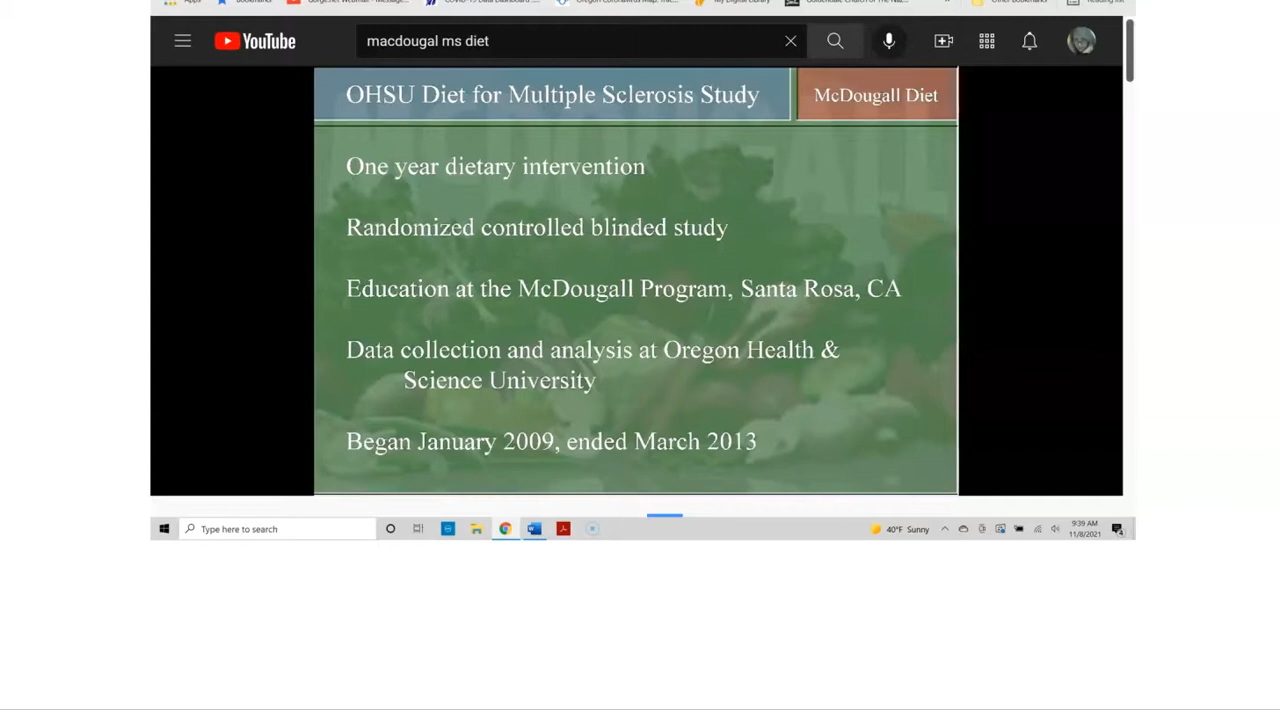 YouTube
macdougal ms diet
OHSU Diet for Multiple Sclerosis Study
McDougall Diet
One year dietary intervention
Randomized controlled blinded study
Education at the McDougall Program, Santa Rosa, CA
Data collection and analysis at Oregon Health &
Science University
Began January 2009, ended March 2013
Type here to search
40°F Sunny
9:39 AM
11/8/2021